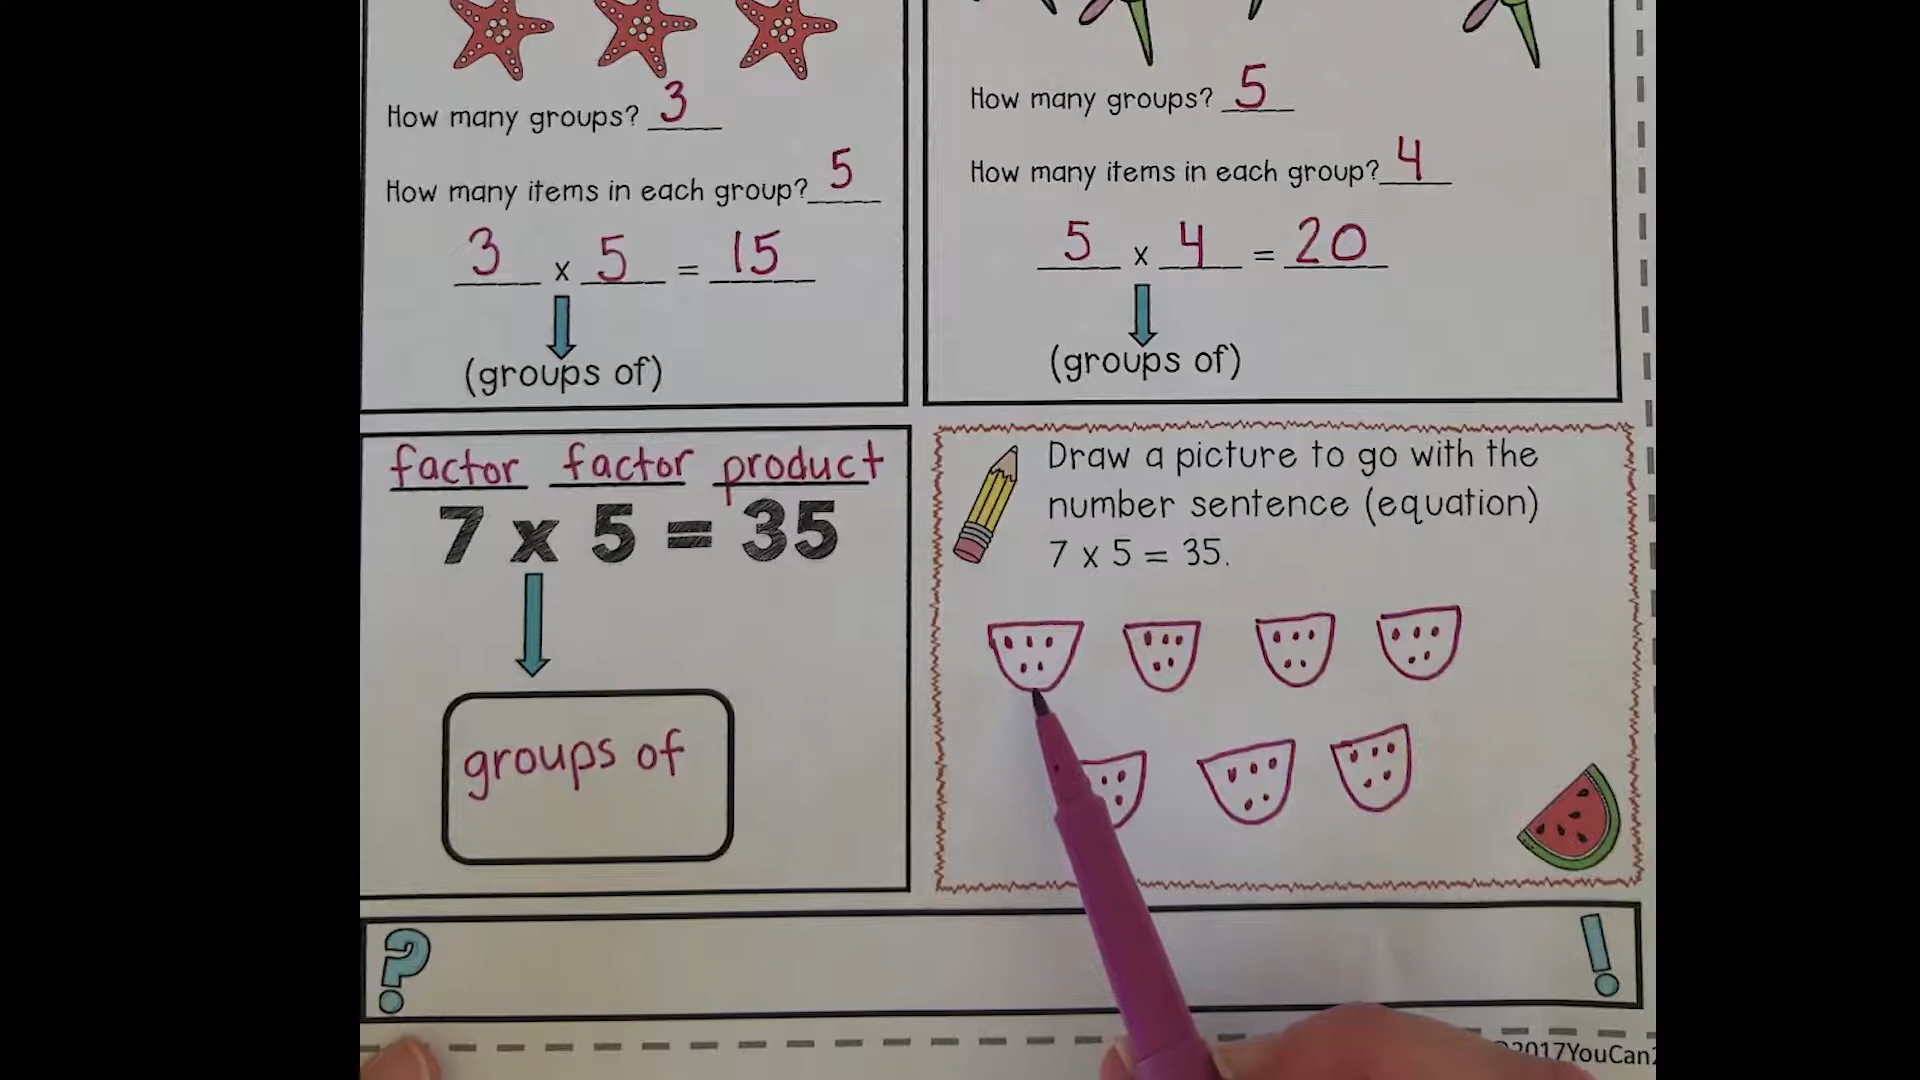 How many groups? 3
How many items in each group? 5
3 x 5 = 15
(groups of)
How many groups? 5
How many items in each group? 4
5 x 4 = 20
(groups of)
factor factor product
7 x 5 = 35
groups of
Draw a picture to go with the
number sentence (equation)
7 x 5 = 35.
?
!
©2017YouCan